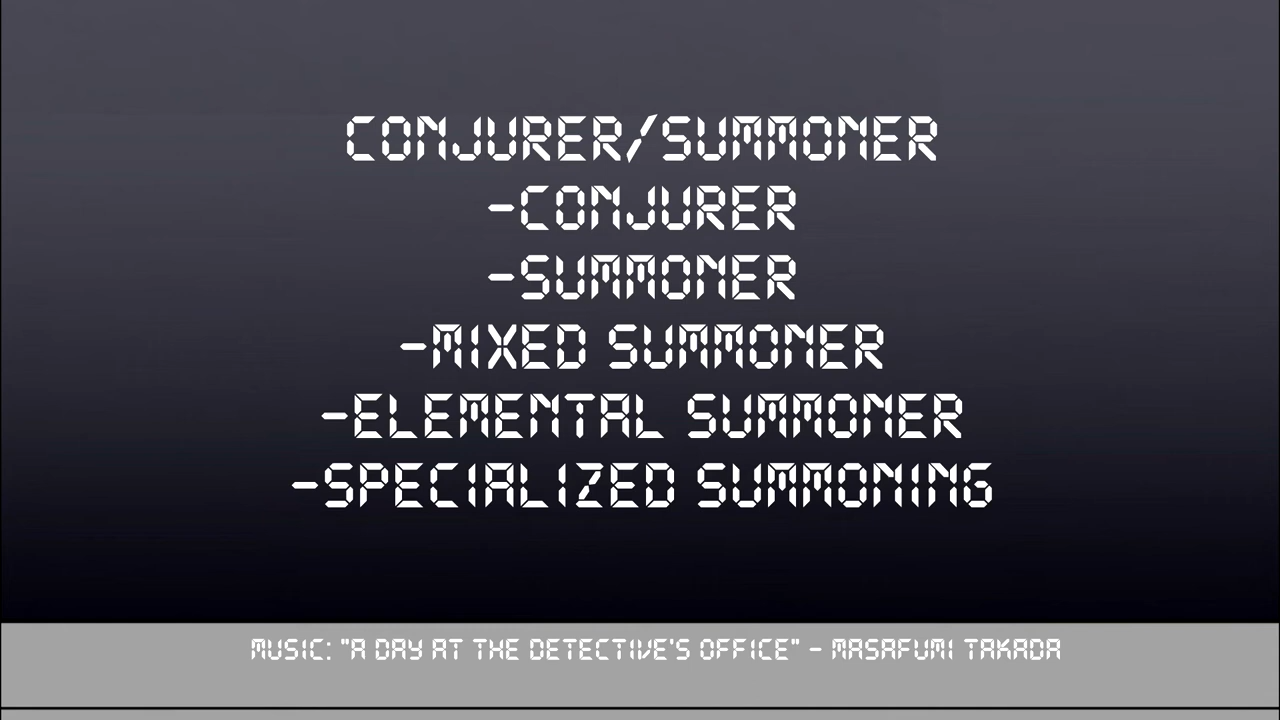 CONJURER/SUMMONER
-CONJURER
-SUMMONER
-MIXED SUMMONER
-ELEMENTAL SUMMONER
-SPECIALIZED SUMMONING
MUSIC: "A DAY AT THE DETECTIVE'S OFFICE" - MASAFUMI TAKADA